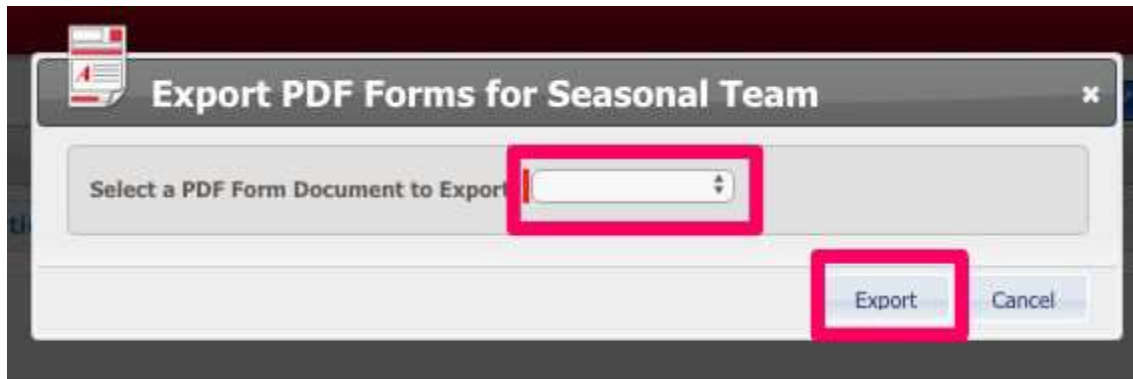 Export PDF Forms for Seasonal Team
Select a PDF Form Document to Export
Export Cancel